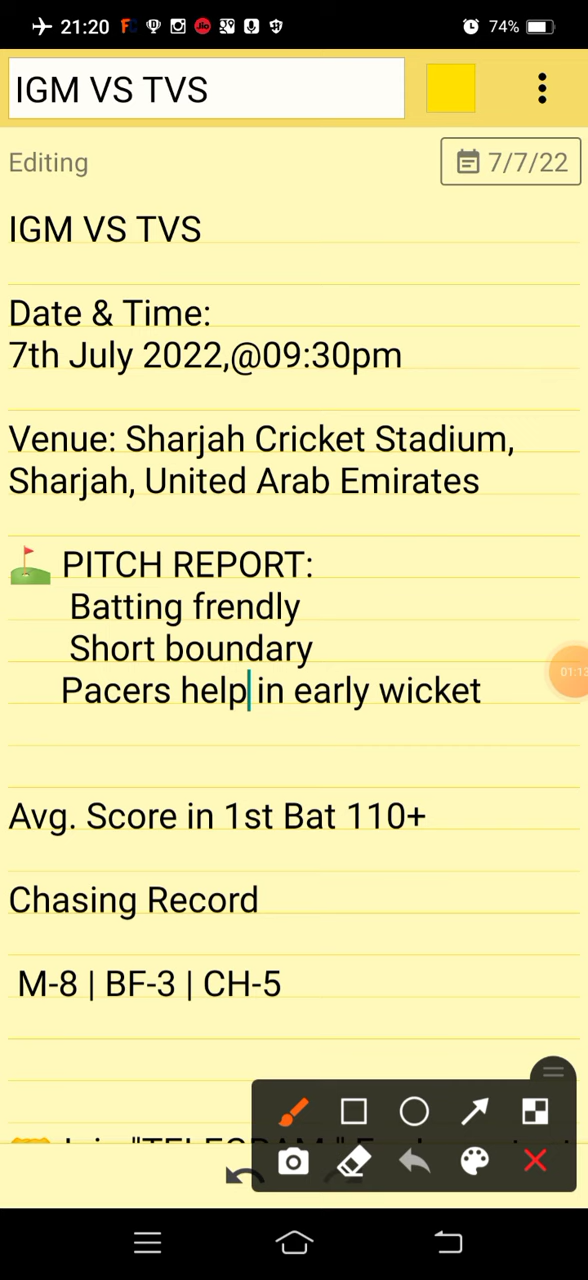 21:20
74%
IGM VS TVS
Editing
7/7/22
IGM VS TVS
Date & Time:
7th July 2022,@09:30pm
Venue: Sharjah Cricket Stadium,
Sharjah, United Arab Emirates
PITCH REPORT:
Batting frendly
Short boundary
Pacers help in early wicket
01:13
Avg. Score in 1st Bat 110+
Chasing Record
M-8 | BF-3 | CH-5